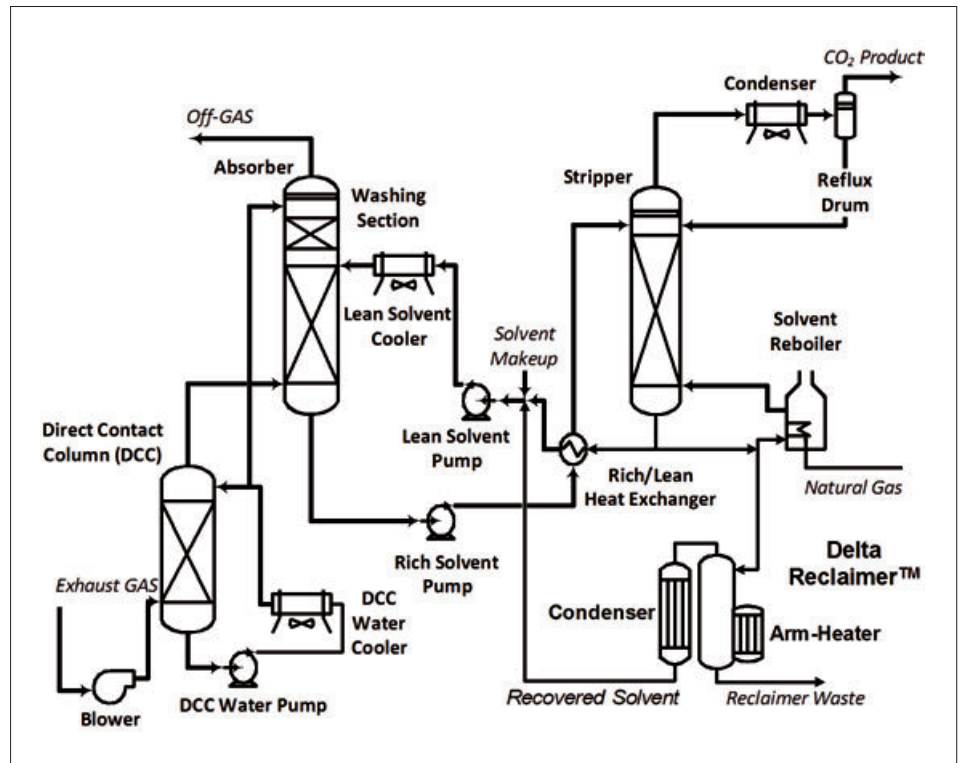 CO₂ Product
Condenser
Off-GAS
Absorber
Washing
Section
Stripper
Reflux
Drum
Lean Solvent
Cooler
Solvent
Makeup
Solvent
Reboiler
Direct Contact
Column (DCC)
Lean Solvent
Pump
Rich/Lean
Heat Exchanger
Natural Gas
Rich Solvent
Pump
Delta
Reclaimer™
Exhaust GAS
DCC
Water
Cooler
Condenser
Arm-Heater
Blower
DCC Water Pump
Recovered Solvent
Reclaimer Waste